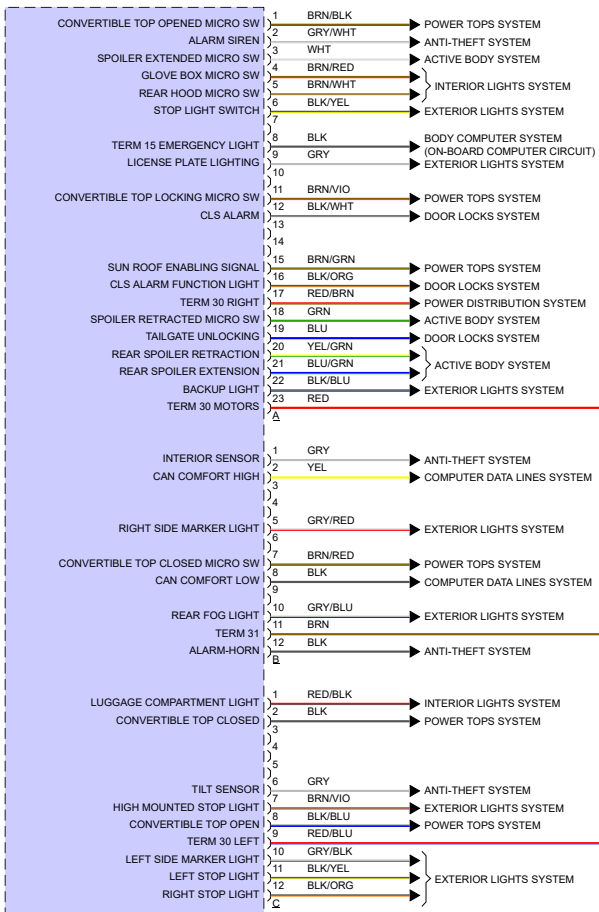 CONVERTIBLE TOP OPENED MICRO SW 1 BRN/BLK POWER TOPS SYSTEM
ALARM SIREN 2 GRY/WHT ANTI-THEFT SYSTEM
SPOILER EXTENDED MICRO SW 3 WHT ACTIVE BODY SYSTEM
GLOVE BOX MICRO SW 4 BRN/RED
INTERIOR LIGHTS SYSTEM
REAR HOOD MICRO SW 5 BRN/WHT
STOP LIGHT SWITCH 6 BLK/YEL EXTERIOR LIGHTS SYSTEM
7
TERM 15 EMERGENCY LIGHT 8 BLK BODY COMPUTER SYSTEM
(ON-BOARD COMPUTER CIRCUIT)
LICENSE PLATE LIGHTING 9 GRY EXTERIOR LIGHTS SYSTEM
10
CONVERTIBLE TOP LOCKING MICRO SW 11 BRN/VIO POWER TOPS SYSTEM
CLS ALARM 12 BLK/WHT DOOR LOCKS SYSTEM
13
14
SUN ROOF ENABLING SIGNAL 15 BRN/GRN POWER TOPS SYSTEM
CLS ALARM FUNCTION LIGHT 16 BLK/ORG DOOR LOCKS SYSTEM
TERM 30 RIGHT 17 RED/BRN POWER DISTRIBUTION SYSTEM
SPOILER RETRACTED MICRO SW 18 GRN ACTIVE BODY SYSTEM
TAILGATE UNLOCKING 19 BLU DOOR LOCKS SYSTEM
REAR SPOILER RETRACTION 20 YEL/GRN
ACTIVE BODY SYSTEM
REAR SPOILER EXTENSION 21 BLU/GRN
BACKUP LIGHT 22 BLK/BLU EXTERIOR LIGHTS SYSTEM
TERM 30 MOTORS 23 RED
A
INTERIOR SENSOR 1 GRY ANTI-THEFT SYSTEM
CAN COMFORT HIGH 2 YEL COMPUTER DATA LINES SYSTEM
3
4
RIGHT SIDE MARKER LIGHT 5 GRY/RED EXTERIOR LIGHTS SYSTEM
6
CONVERTIBLE TOP CLOSED MICRO SW 7 BRN/RED POWER TOPS SYSTEM
CAN COMFORT LOW 8 BLK COMPUTER DATA LINES SYSTEM
9
REAR FOG LIGHT 10 GRY/BLU EXTERIOR LIGHTS SYSTEM
TERM 31 11 BRN
ALARM-HORN 12 BLK ANTI-THEFT SYSTEM
B
LUGGAGE COMPARTMENT LIGHT 1 RED/BLK INTERIOR LIGHTS SYSTEM
CONVERTIBLE TOP CLOSED 2 BLK POWER TOPS SYSTEM
3
4
5
TILT SENSOR 6 GRY ANTI-THEFT SYSTEM
HIGH MOUNTED STOP LIGHT 7 BRN/VIO EXTERIOR LIGHTS SYSTEM
CONVERTIBLE TOP OPEN 8 BLK/BLU POWER TOPS SYSTEM
TERM 30 LEFT 9 RED/BLU
LEFT SIDE MARKER LIGHT 10 GRY/BLK
LEFT STOP LIGHT 11 BLK/YEL EXTERIOR LIGHTS SYSTEM
RIGHT STOP LIGHT 12 BLK/ORG
C